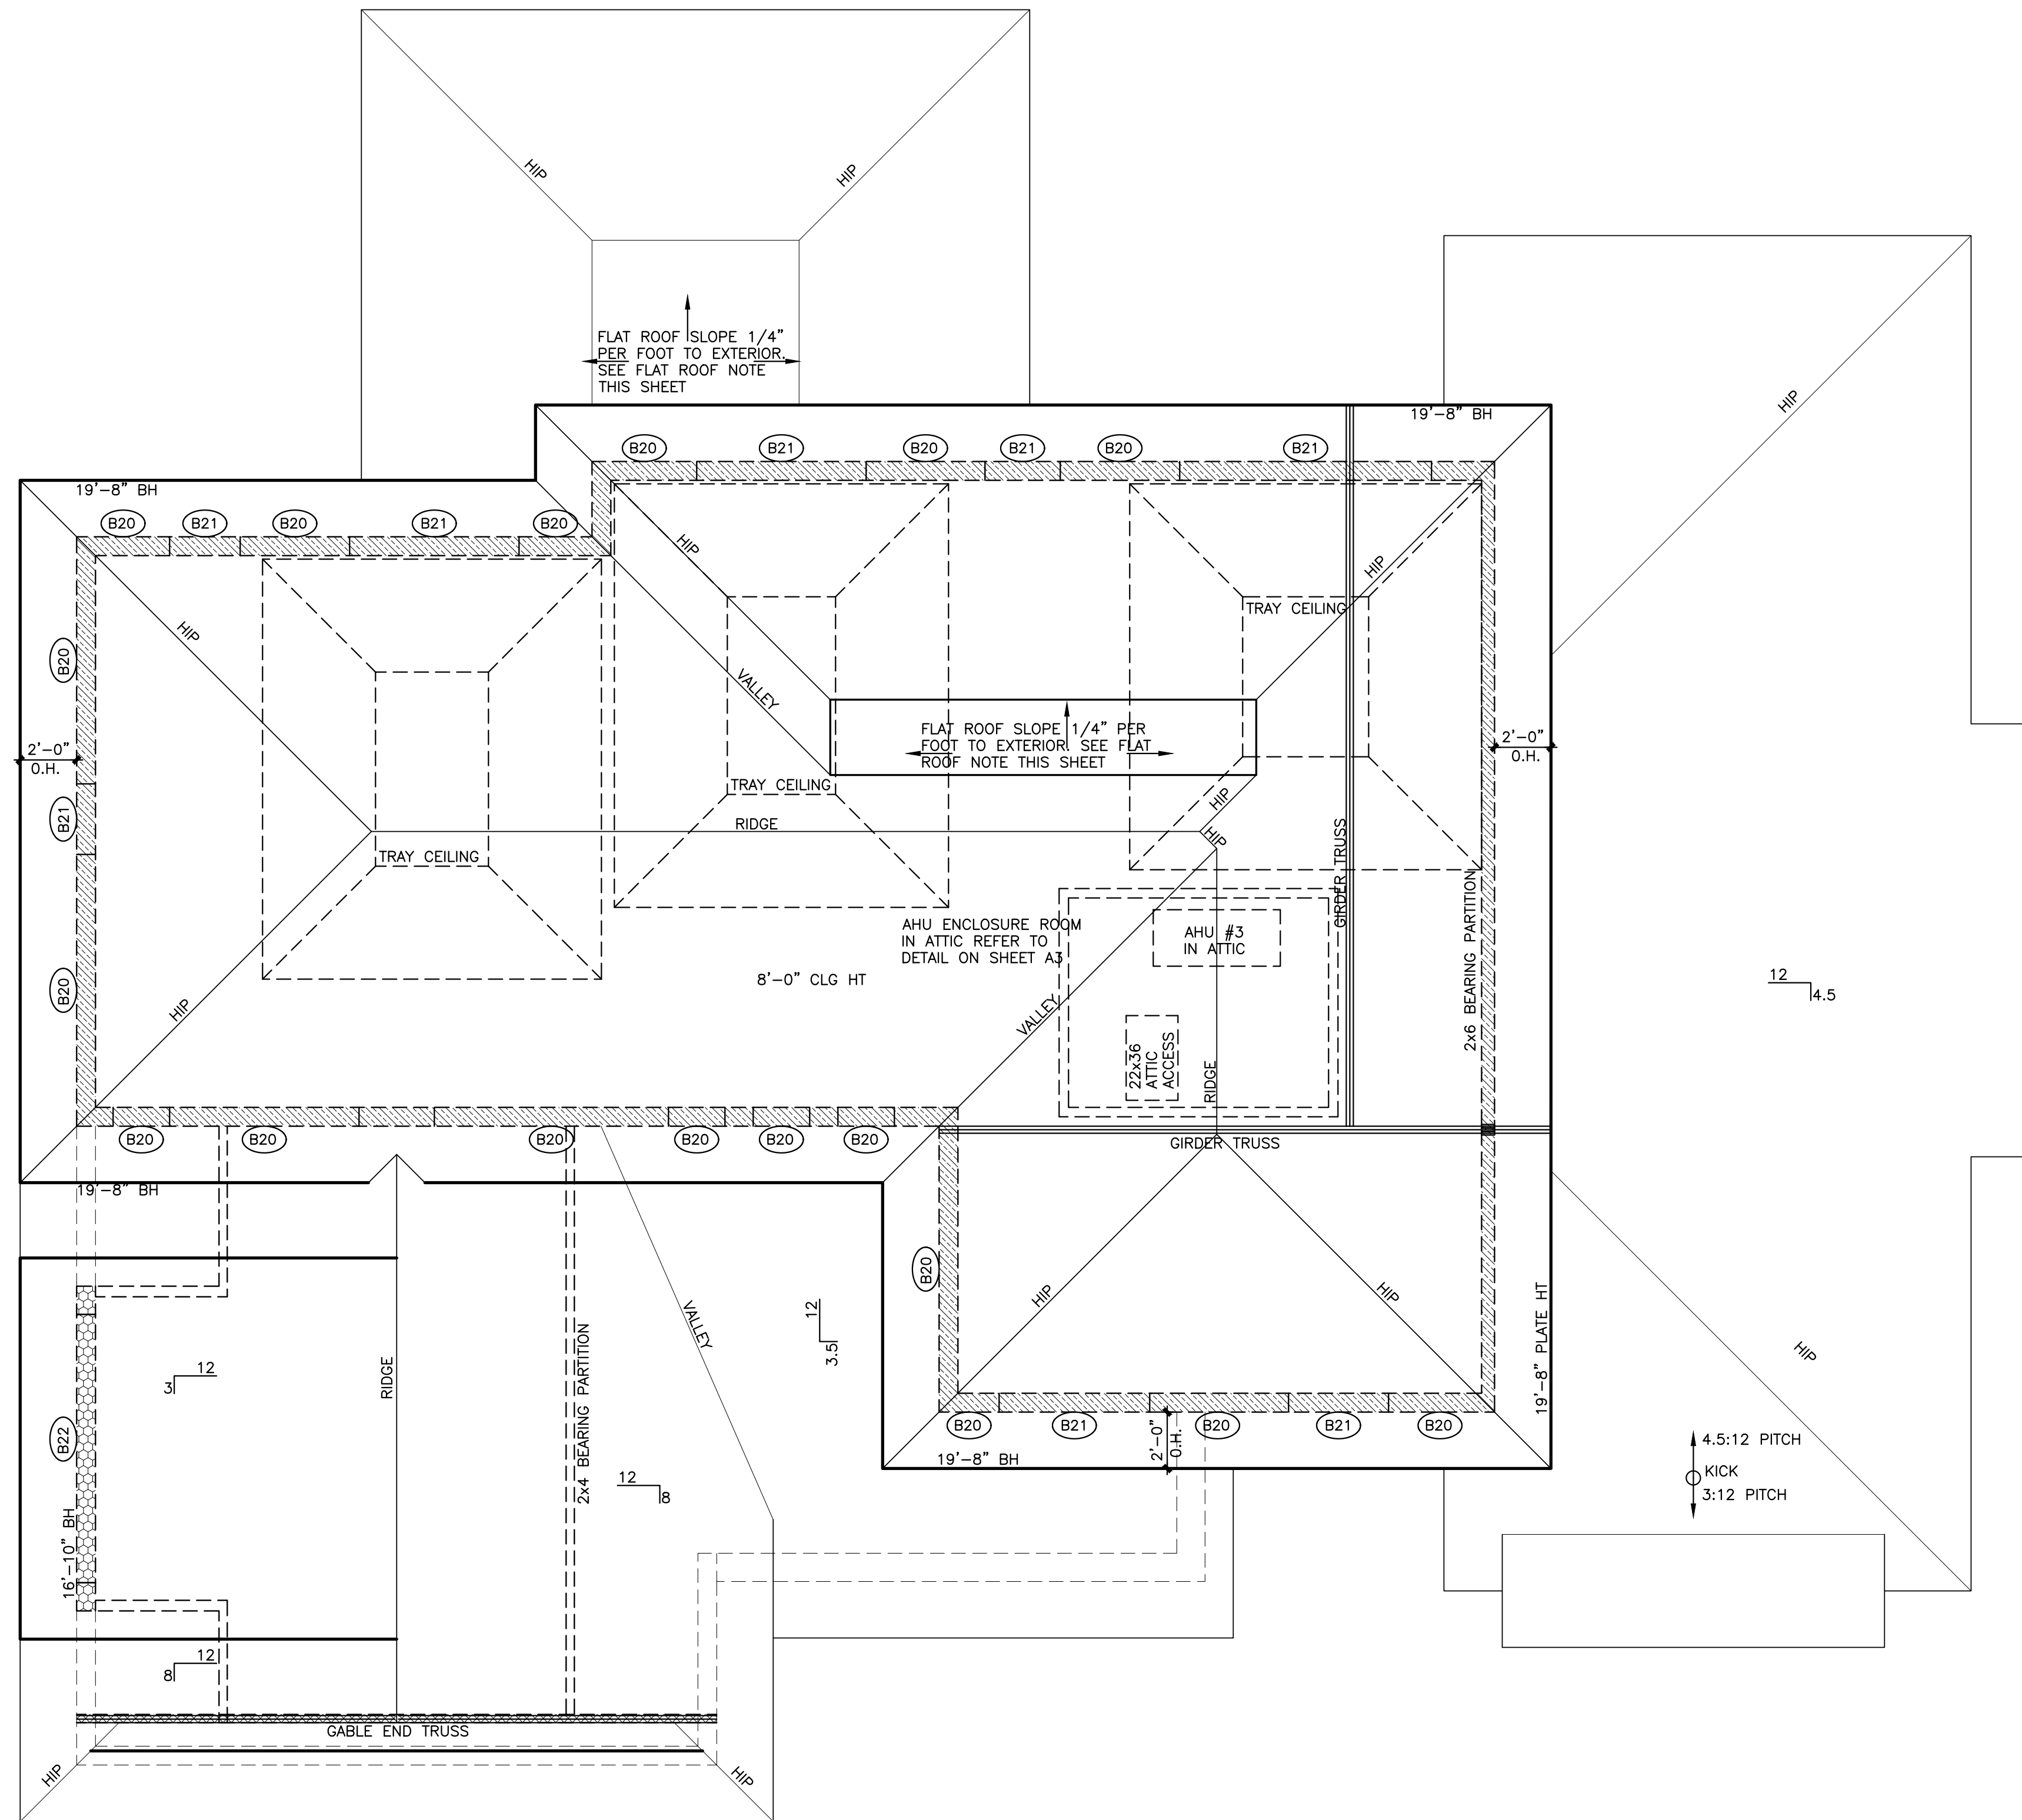 HIP
HIP
FLAT ROOF SLOPE 1/4"
PER FOOT TO EXTERIOR.
SEE FLAT ROOF NOTE
THIS SHEET
HIP
19'-8" BH
B20
B21
B20
B21
B20
B21
19'-8" BH
B20
B21
B20
B21
B20
HIP
HIP
TRAY CEILING
HIP
B20
VALLEY
2'-0"
O.H.
FLAT ROOF SLOPE 1/4" PER
FOOT TO EXTERIOR. SEE FLAT
ROOF NOTE THIS SHEET
2'-0"
O.H.
TRAY CEILING
HIP
B21
RIDGE
HIP
TRAY CEILING
GIRDER TRUSS
2x6 BEARING PARTITION
AHU ENCLOSURE ROOM
IN ATTIC REFER TO
DETAIL ON SHEET A3
AHU #3
IN ATTIC
8'-0" CLG HT
B20
HIP
VALLEY
22x36
ATTIC
ACCESS
RIDGE
12
4.5
B20
B20
B20
B20
B20
B20
GIRDER TRUSS
19'-8" BH
B20
HIP
HIP
HIP
VALLEY
12
3.5
19'-8" PLATE HT
12
3
RIDGE
2x4 BEARING PARTITION
B22
B20
B21
B20
B21
B20
2'-0"
O.H.
19'-8" BH
4.5:12 PITCH
KICK
3:12 PITCH
12
8
16'-10" BH
12
8
GABLE END TRUSS
HIP
HIP